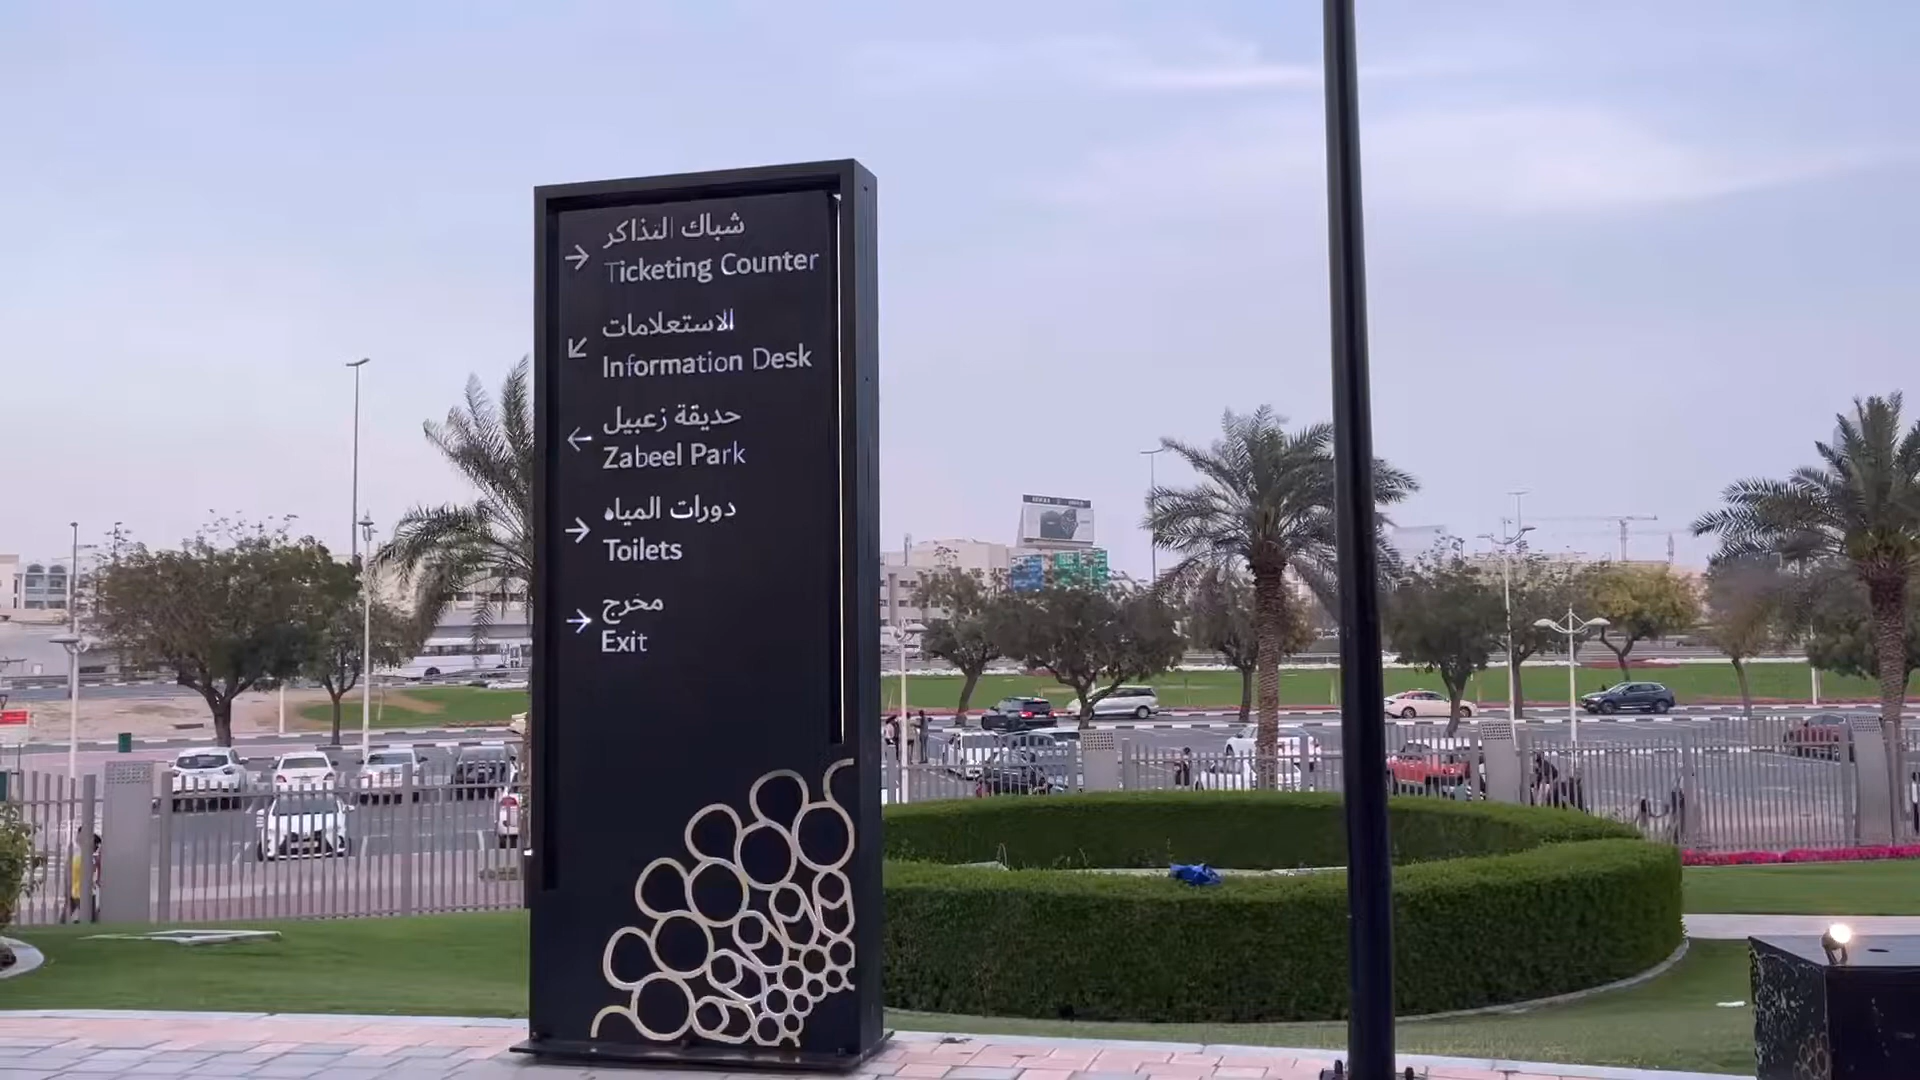 شباك التذاكر
Ticketing Counter
الاستعلامات
Information Desk
حديقة زعبيل
Zabeel Park
دورات المياه
Toilets
مخرج
Exit